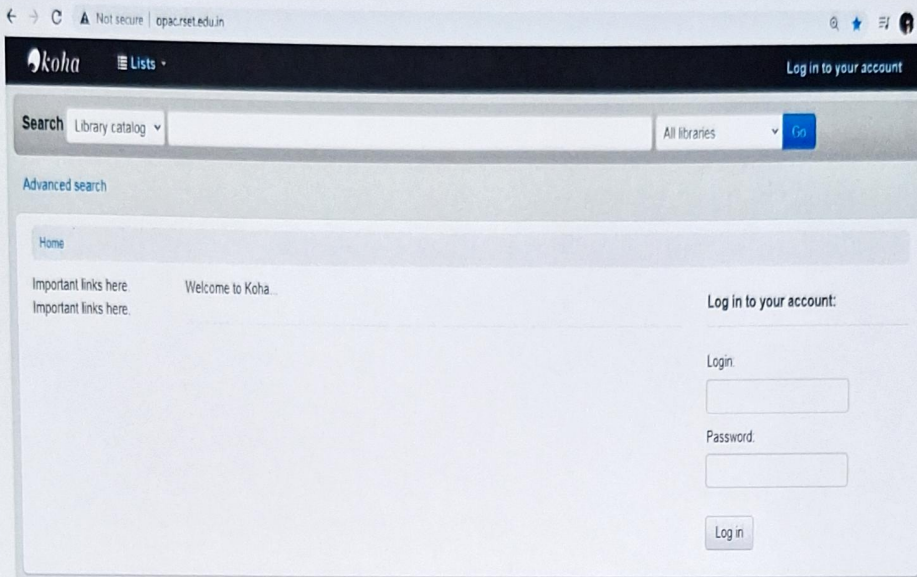 Not secure | opac.rset.edu.in
koha Lists Log in to your account
Search Library catalog All libraries Go
Advanced search
Home
Important links here.
Welcome to Koha...
Important links here.
Log in to your account:
Login:
Password:
Log in